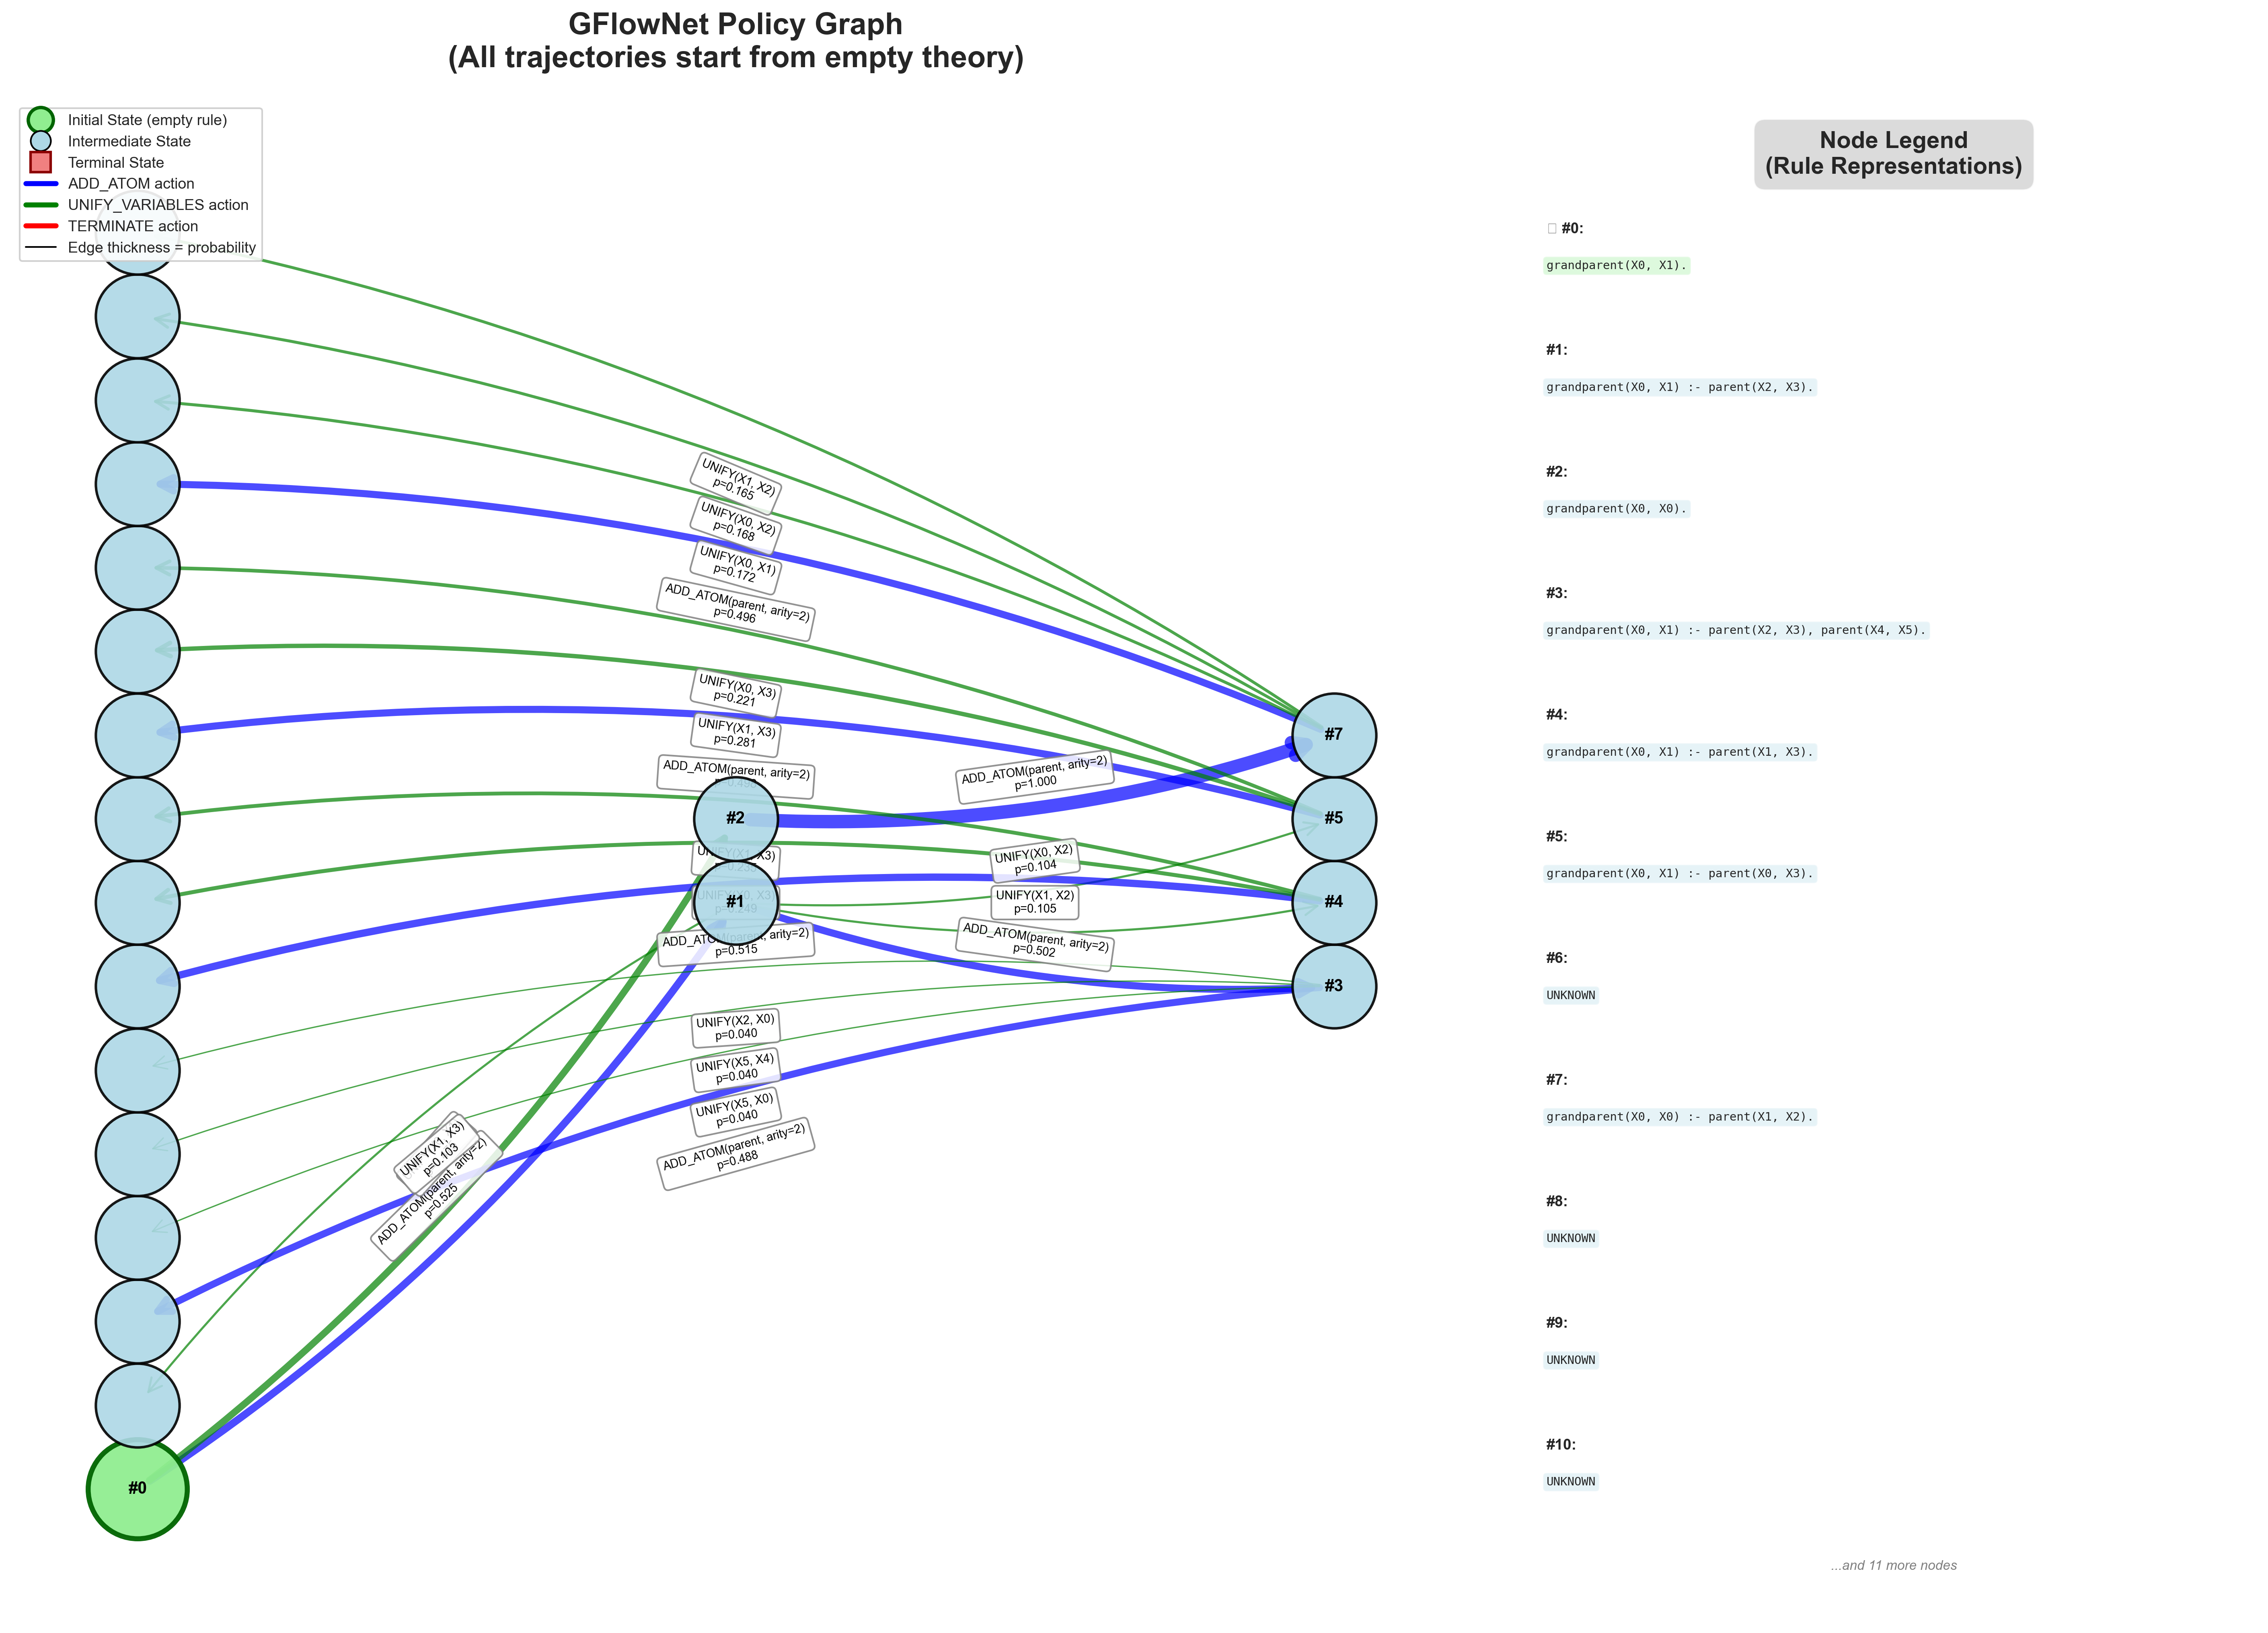 GFlowNet Policy Graph
(All trajectories start from empty theory)
Initial State (empty rule)
Intermediate State
Terminal State
ADD_ATOM action
UNIFY_VARIABLES action
TERMINATE action
Edge thickness = probability
UNIFY(X1, X2)
p=0.165
UNIFY(X0, X2)
p=0.168
UNIFY(X0, X1)
p=0.172
ADD_ATOM(parent, arity=2)
p=0.496
UNIFY(X0, X3)
p=0.221
UNIFY(X1, X3)
p=0.281
ADD_ATOM(parent, arity=2)
ADD_ATOM(parent, arity=2)
p=1.000
#7
#2
#5
UNIFY(X1, X3)
UNIFY(X0, X2)
p=0.104
UNIFY(X0, X3)
p=0.249
#1
UNIFY(X1, X2)
p=0.105
#4
ADD_ATOM(parent, arity=2)
p=0.515
ADD_ATOM(parent, arity=2)
p=0.502
#3
UNIFY(X2, X0)
p=0.040
UNIFY(X5, X4)
p=0.040
UNIFY(X5, X0)
p=0.040
ADD_ATOM(parent, arity=2)
p=0.488
UNIFY(X1, X3)
p=0.103
ADD_ATOM(parent, arity=2)
p=0.525
#0
Node Legend
(Rule Representations)
#0:
grandparent(X0, X1).
#1:
grandparent(X0, X1) :- parent(X2, X3).
#2:
grandparent(X0, X0).
#3:
grandparent(X0, X1) :- parent(X2, X3), parent(X4, X5).
#4:
grandparent(X0, X1) :- parent(X1, X3).
#5:
grandparent(X0, X1) :- parent(X0, X3).
#6:
UNKNOWN
#7:
grandparent(X0, X0) :- parent(X1, X2).
#8:
UNKNOWN
#9:
UNKNOWN
#10:
UNKNOWN
...and 11 more nodes